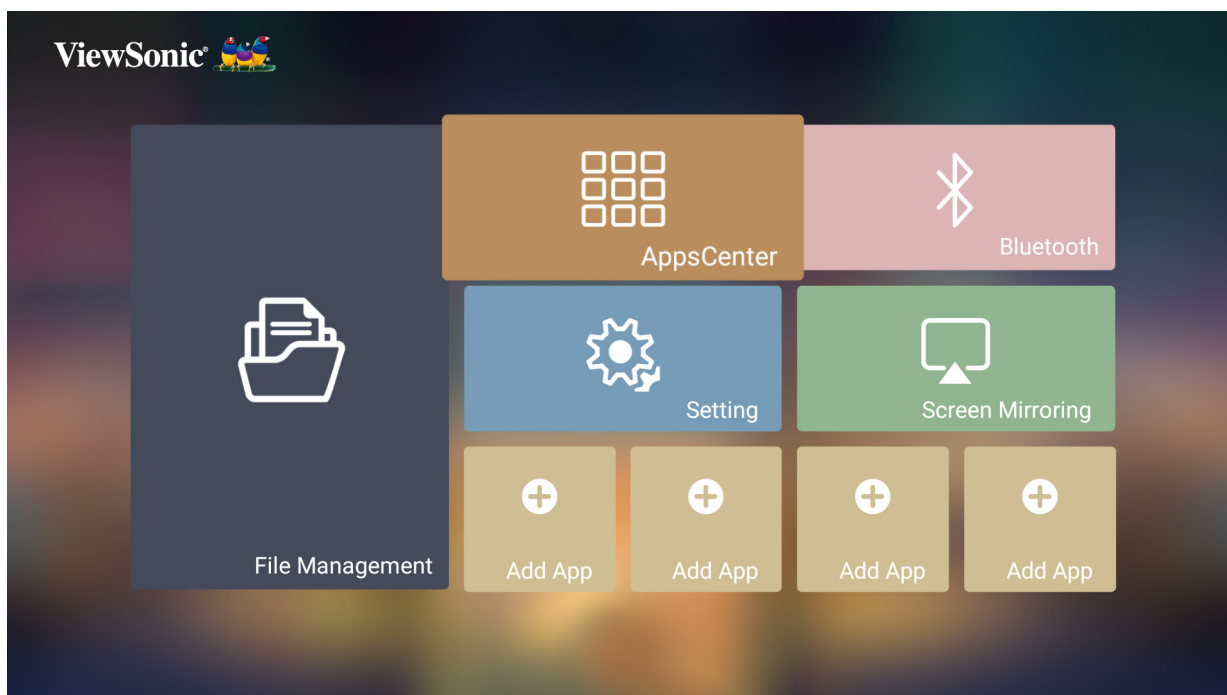 ViewSonic®
AppsCenter
Bluetooth
Setting
Screen Mirroring
File Management
Add App
Add App
Add App
Add App